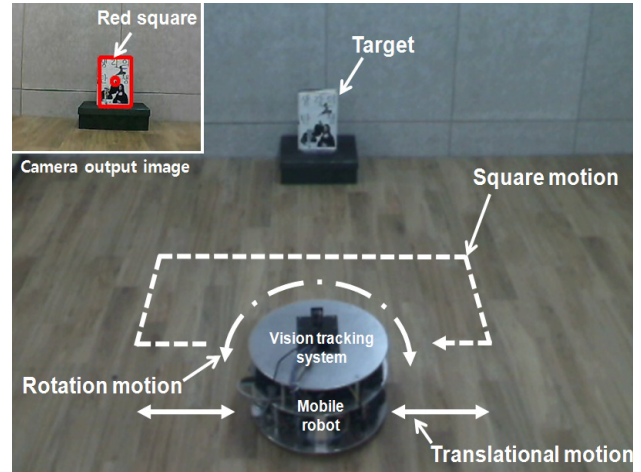 Red square
Target
Camera output image
Square motion
Vision tracking
system
Rotation motion
Mobile
robot
Translational motion